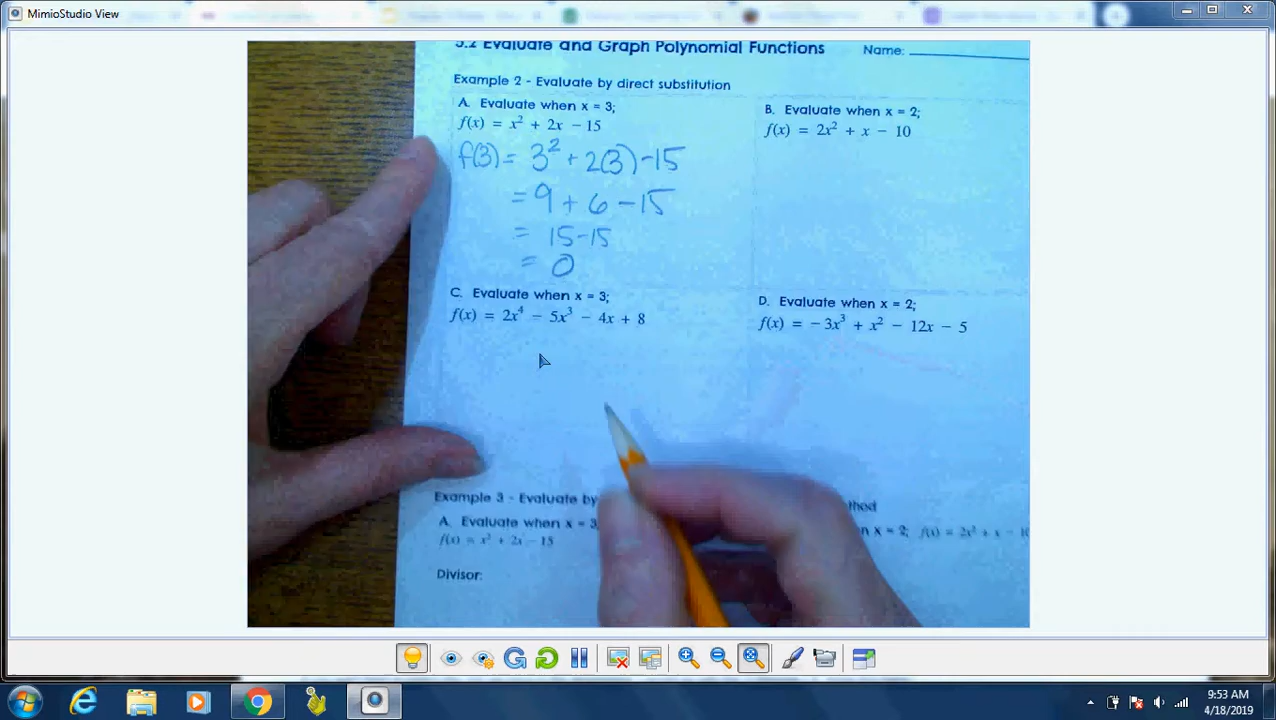 MimioStudio View
5.2 Evaluate and Graph Polynomial Functions
Name:
Example 2 - Evaluate by direct substitution
A. Evaluate when x = 3;
f(x) = x² + 2x − 15
f(3) = 3² + 2(3) − 15
= 9 + 6 − 15
= 15 − 15
= 0
B. Evaluate when x = 2;
f(x) = 2x² + x − 10
C. Evaluate when x = 3;
f(x) = 2x⁴ − 5x³ − 4x + 8
D. Evaluate when x = 2;
f(x) = − 3x³ + x² − 12x − 5
Example 3 - Evaluate by
A. Evaluate when x = 3
f(x) = x² + 2x − 15
x = 2; f(x) = 2x² + x − 10
Divisor:
9:53 AM
4/18/2019